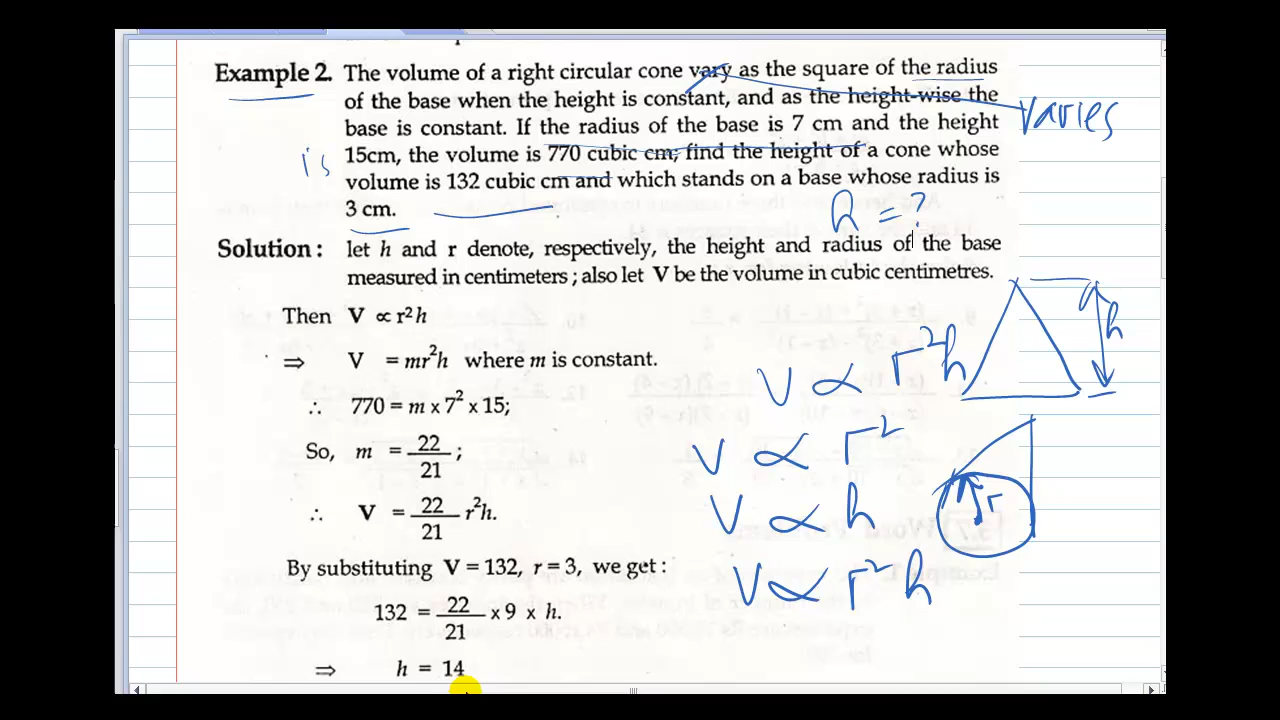 Example 2. The volume of a right circular cone vary as the square of the radius
of the base when the height is constant, and as the height-wise the
varies
base is constant. If the radius of the base is 7 cm and the height
is 15cm, the volume is 770 cubic cm; find the height of a cone whose
volume is 132 cubic cm and which stands on a base whose radius is
3 cm.
h = ?
Solution: let h and r denote, respectively, the height and radius of the base
measured in centimeters ; also let V be the volume in cubic centimetres.
Then V ∝ r²h
h
⇒ V = mr²h where m is constant.
V ∝ r²h
∴ 770 = m x 7² x 15;
So, m = 22/21 ;
V ∝ r²
∴ V = 22/21 r²h.
V ∝ h
r
By substituting V = 132, r = 3, we get :
V ∝ r² h
132 = 22/21 x 9 x h.
⇒ h = 14